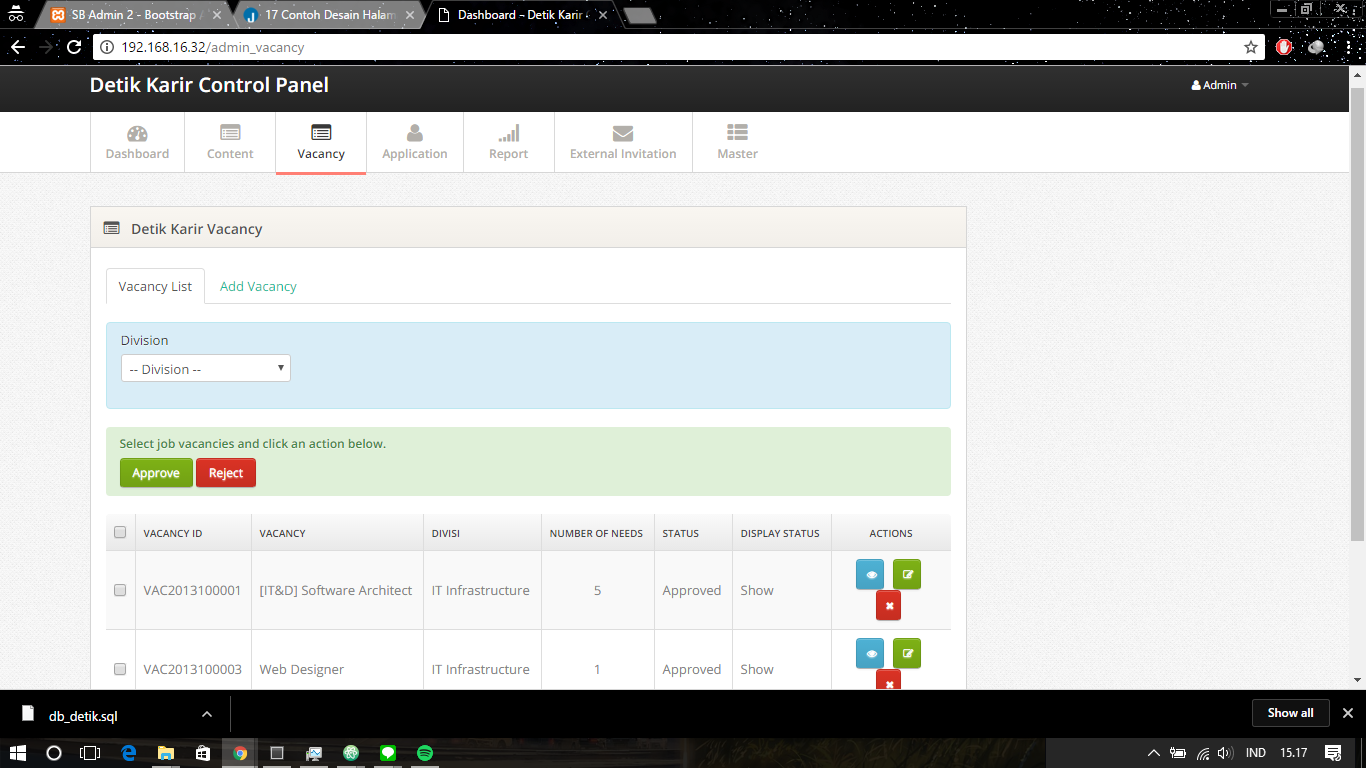 SB Admin 2 - Bootstrap A
17 Contoh Desain Halam
Dashboard – Detik Karir
192.168.16.32/admin_vacancy
Detik Karir Control Panel
Admin
Dashboard
Content
Vacancy
Application
Report
External Invitation
Master
Detik Karir Vacancy
Vacancy List
Add Vacancy
Division
-- Division --
Select job vacancies and click an action below.
Approve
Reject
VACANCY ID VACANCY DIVISI NUMBER OF NEEDS STATUS DISPLAY STATUS ACTIONS
VAC2013100001 [IT&D] Software Architect IT Infrastructure 5 Approved Show
VAC2013100003 Web Designer IT Infrastructure 1 Approved Show
db_detik.sql
Show all
IND 15.17